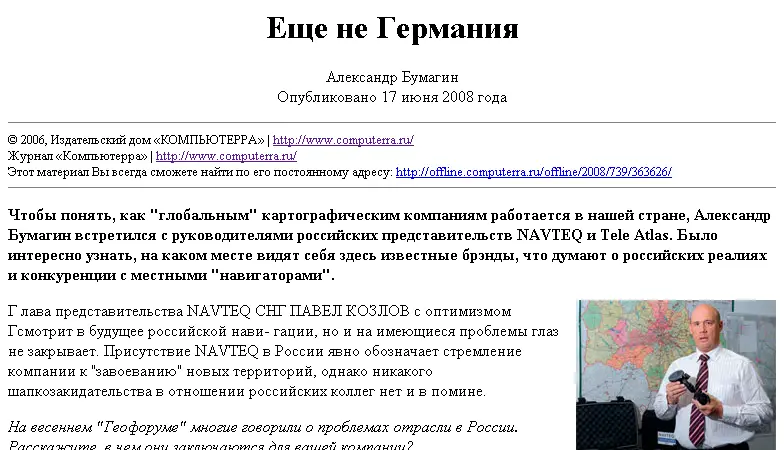 Еще не Германия
Александр Бумагин
Опубликовано 17 июня 2008 года
© 2006, Издательский дом «КОМПЬЮТЕРРА» | http://www.computerra.ru/
Журнал «Компьютерра» | http://www.computerra.ru/
Этот материал Вы всегда сможете найти по его постоянному адресу: http://offline.computerra.ru/offline/2008/739/363626/
Чтобы понять, как "глобальным" картографическим компаниям работается в нашей стране, Александр
Бумагин встретился с руководителями российских представительств NAVTEQ и Tele Atlas. Было
интересно узнать, на каком месте видят себя здесь известные брэнды, что думают о российских реалиях
и конкуренции с местными "навигаторами".
Г лава представительства NAVTEQ СНГ ПАВЕЛ КОЗЛОВ с оптимизмом
Гсмотрит в будущее российской нави- гации, но и на имеющиеся проблемы глаз
не закрывает. Присутствие NAVTEQ в России явно обозначает стремление
компании к "завоеванию" новых территорий, однако никакого
шапкозакидательства в отношении российских коллег нет и в помине.
NAVTEQ
На весеннем "Геофоруме" многие говорили о проблемах отрасли в России.
Расскажите, в чем они заключаются для вашей компании?